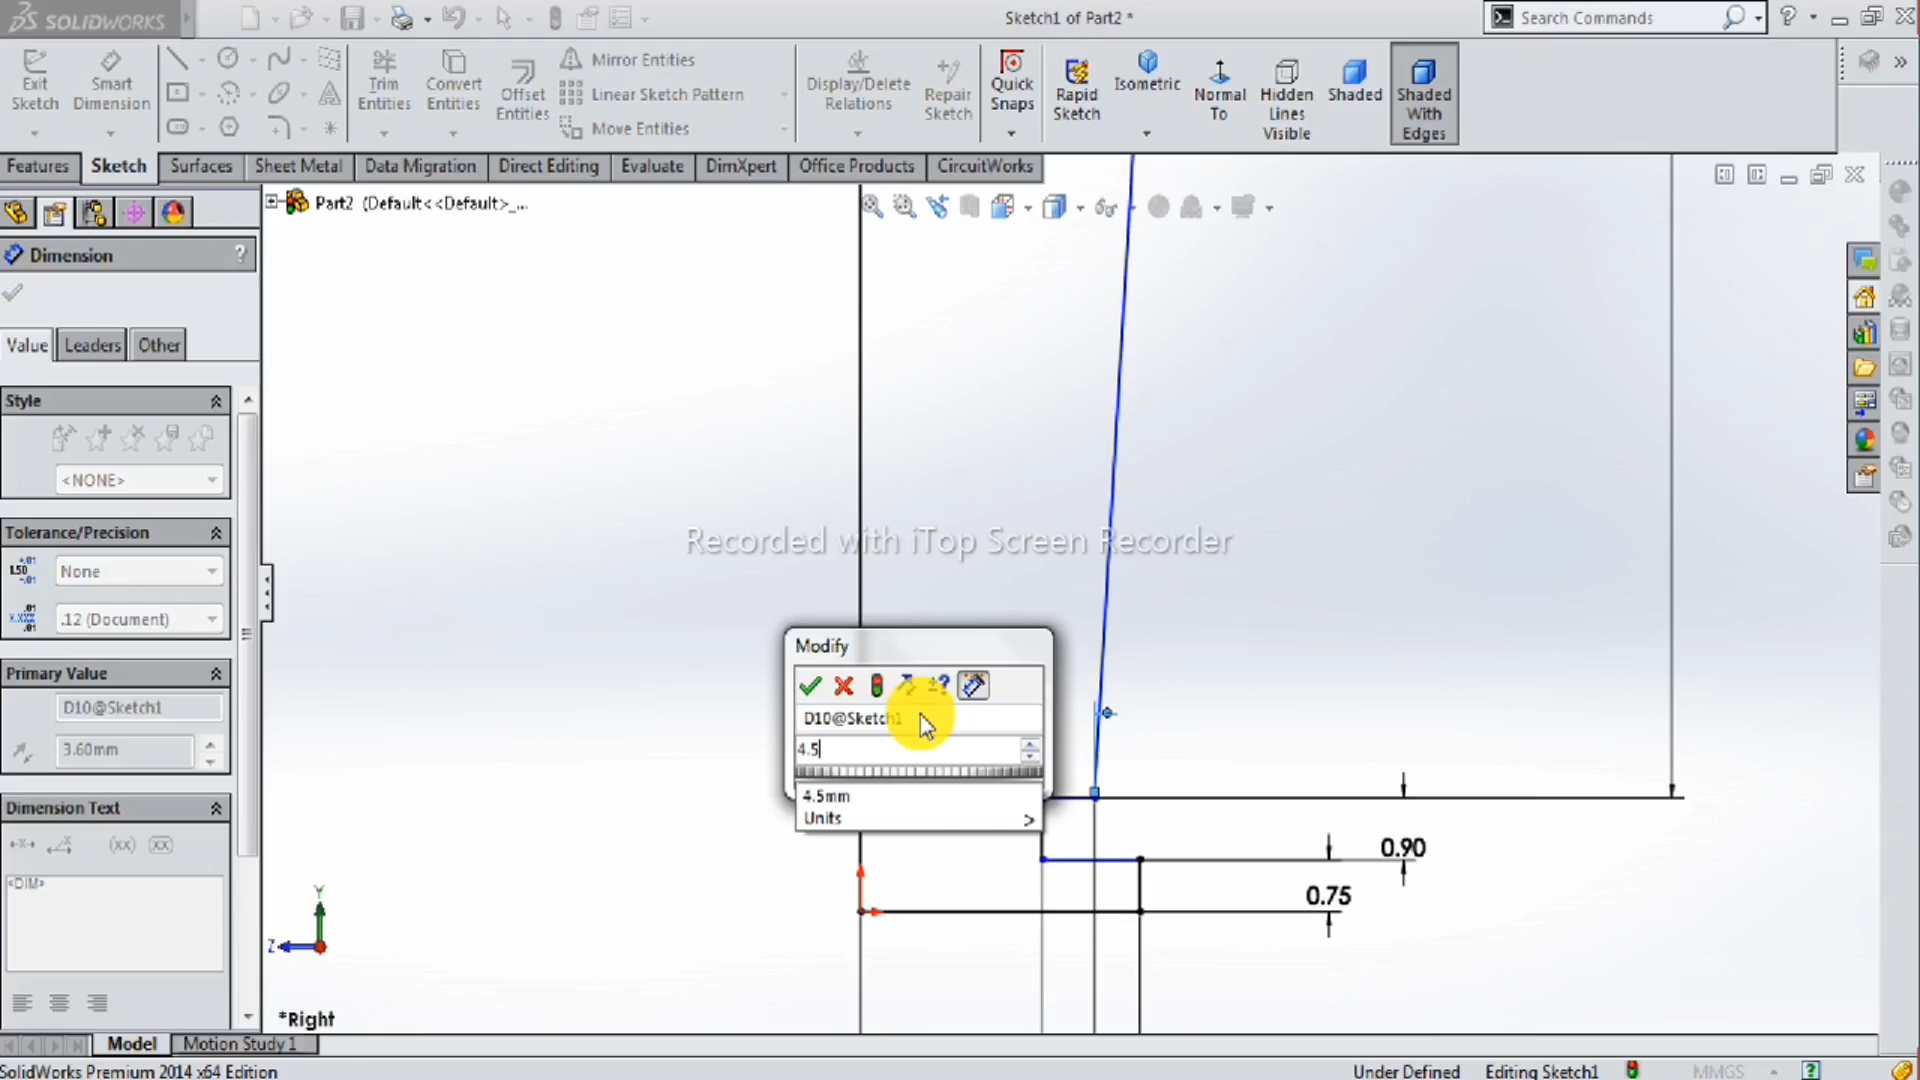 SOLIDWORKS
Sketch1 of Part2 *
Search Commands
Exit Sketch
Smart Dimension
Trim Entities
Convert Entities
Offset Entities
Mirror Entities
Linear Sketch Pattern
Move Entities
Display/Delete Relations
Repair Sketch
Quick Snaps
Rapid Sketch
Isometric
Normal To
Hidden Lines Visible
Shaded
Shaded With Edges
Features
Sketch
Surfaces
Sheet Metal
Data Migration
Direct Editing
Evaluate
DimXpert
Office Products
CircuitWorks
Part2 (Default<<Default>_...
Dimension
?
Value
Leaders
Other
Style
<NONE>
Tolerance/Precision
None
.12 (Document)
Primary Value
D10@Sketch1
3.60mm
Dimension Text
(xx)
<DIM>
Recorded with iTop Screen Recorder
Modify
D10@Sketch1
4.5
4.5mm
Units >
0.90
0.75
Y
Z
*Right
Model
Motion Study 1
SolidWorks Premium 2014 x64 Edition
Under Defined
Editing Sketch1
MMGS